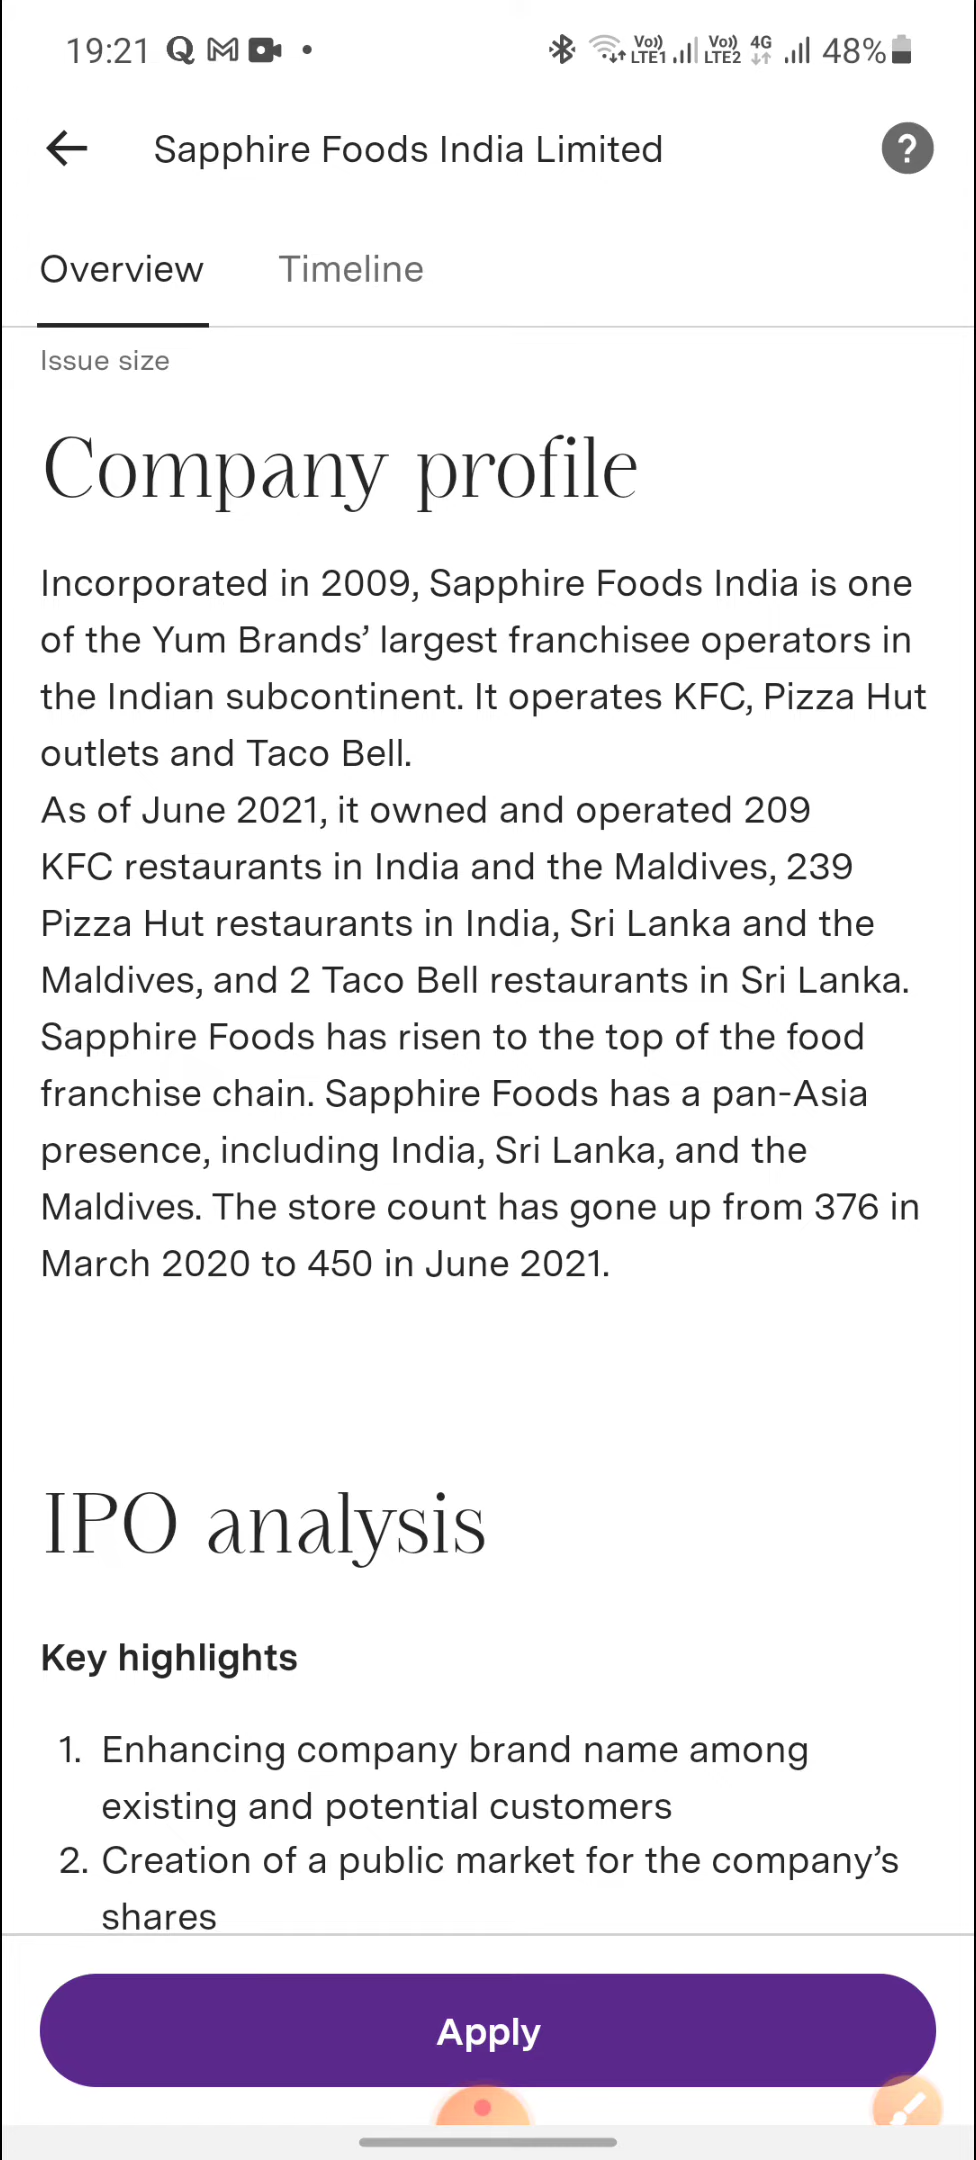 19:21 Vo)) LTE1 Vo)) LTE2 4G 48%
Sapphire Foods India Limited ?
Overview Timeline
Issue size
Company profile
Incorporated in 2009, Sapphire Foods India is one
of the Yum Brands’ largest franchisee operators in
the Indian subcontinent. It operates KFC, Pizza Hut
outlets and Taco Bell.
As of June 2021, it owned and operated 209
KFC restaurants in India and the Maldives, 239
Pizza Hut restaurants in India, Sri Lanka and the
Maldives, and 2 Taco Bell restaurants in Sri Lanka.
Sapphire Foods has risen to the top of the food
franchise chain. Sapphire Foods has a pan-Asia
presence, including India, Sri Lanka, and the
Maldives. The store count has gone up from 376 in
March 2020 to 450 in June 2021.
IPO analysis
Key highlights
1. Enhancing company brand name among
existing and potential customers
2. Creation of a public market for the company’s
shares
Apply